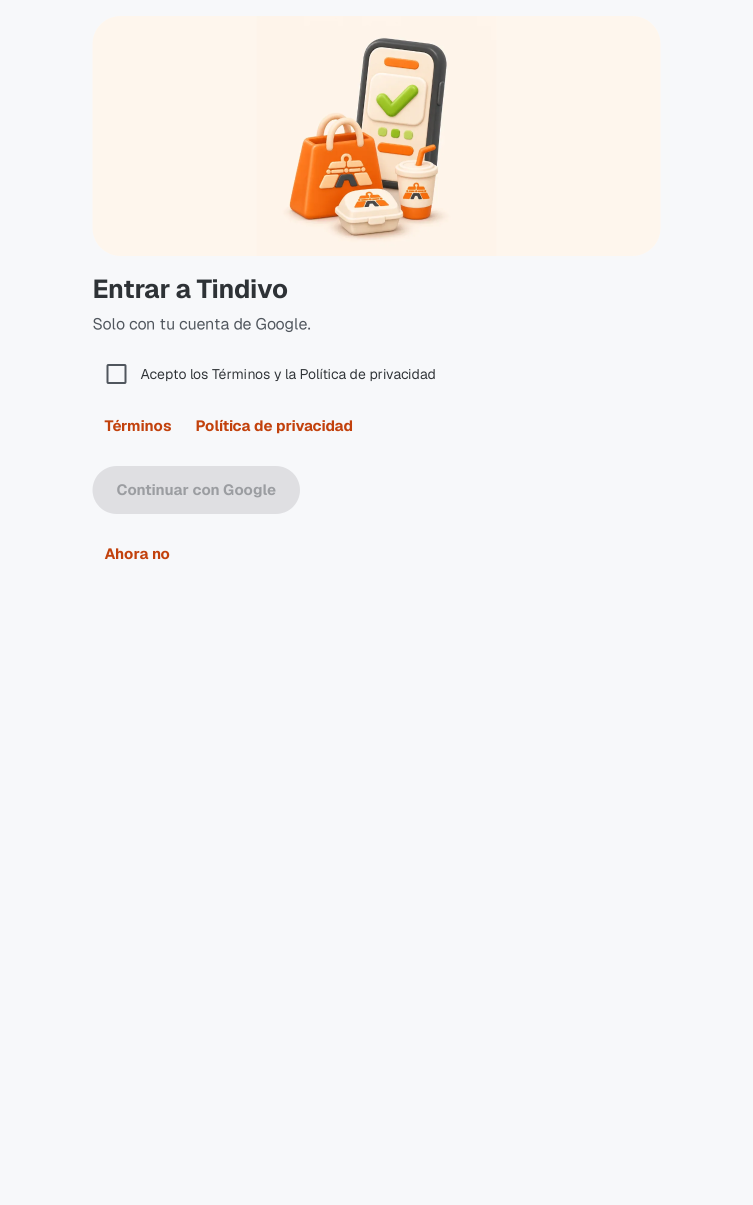 Entrar a Tindivo
Solo con tu cuenta de Google.
Acepto los Términos y la Política de privacidad
Términos Política de privacidad
Continuar con Google
Ahora no